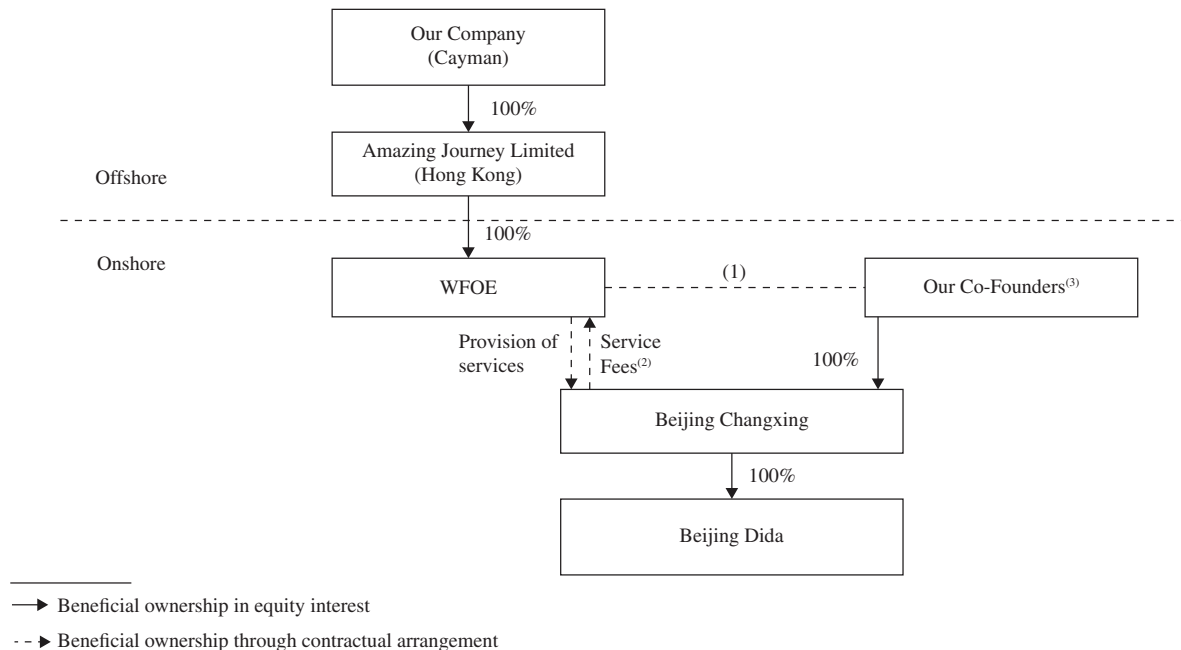 Our Company
(Cayman)
100%
Amazing Journey Limited
(Hong Kong)
Offshore
100%
Onshore
WFOE
(1)
Our Co-Founders(3)
Provision of
services
Service
Fees(2)
100%
Beijing Changxing
100%
Beijing Dida
Beneficial ownership in equity interest
Beneficial ownership through contractual arrangement